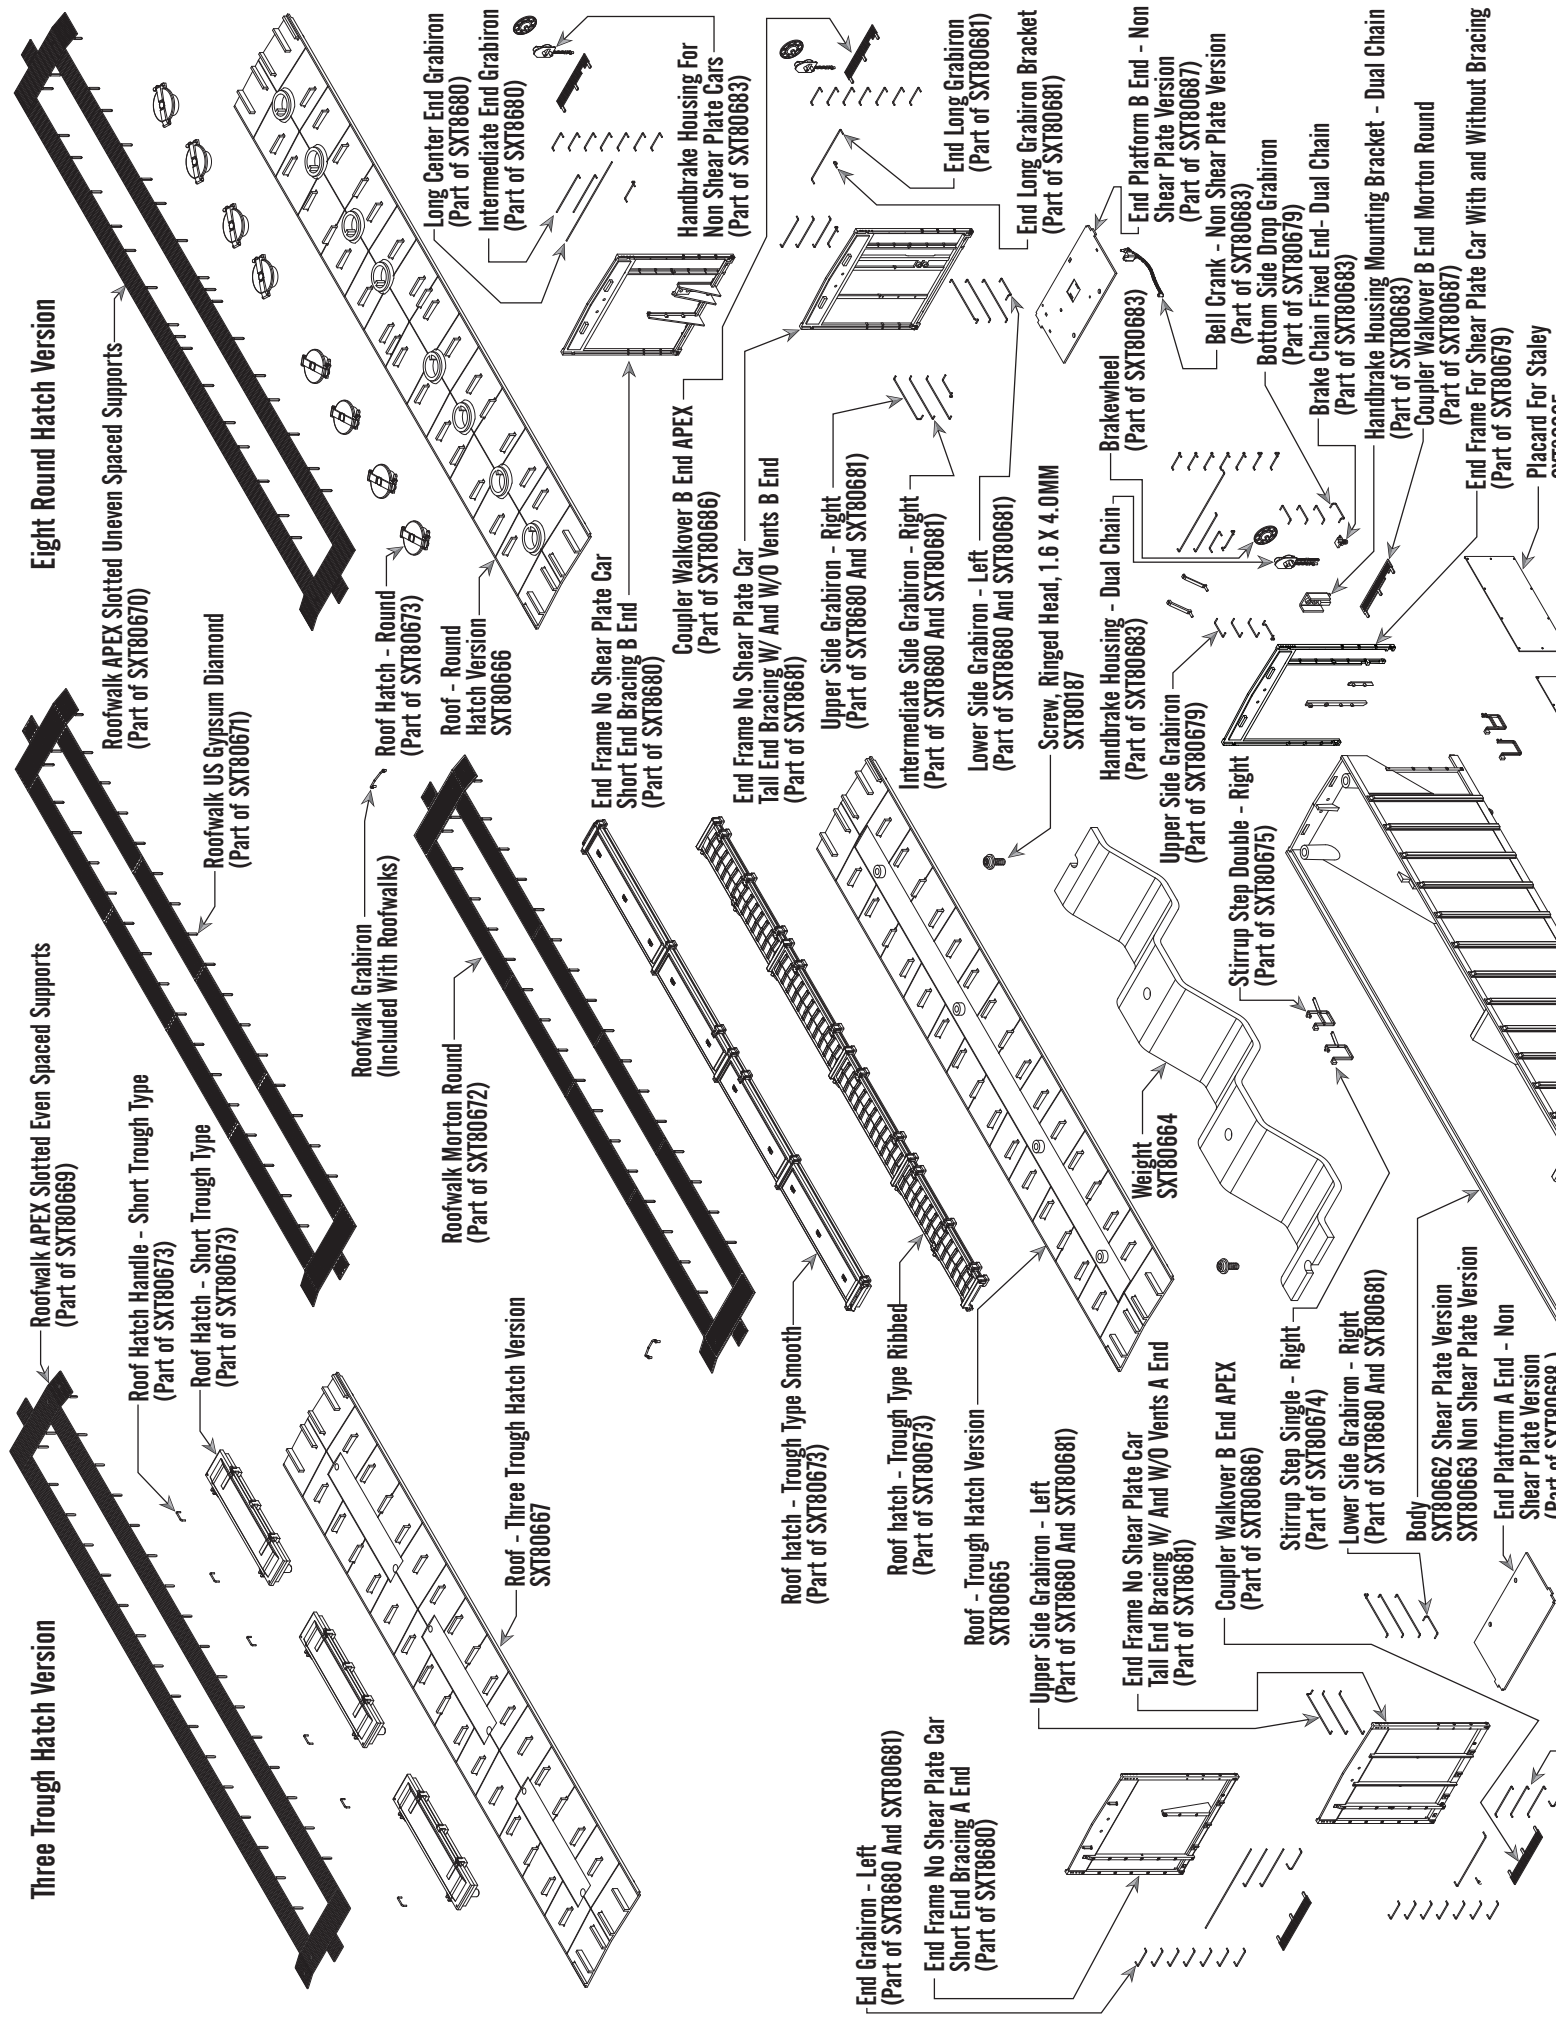 Three Trough Hatch Version
Roofwalk APEX Slotted Even Spaced Supports
(Part of SXT80669)
Roof Hatch Handle - Short Trough Type
(Part of SXT80673)
Roof Hatch - Short Trough Type
(Part of SXT80673)
Roof - Three Trough Hatch Version
SXT80667
Eight Round Hatch Version
Roofwalk APEX Slotted Uneven Spaced Supports
(Part of SXT80670)
Roofwalk US Gypsum Diamond
(Part of SXT80671)
Roof Hatch - Round
(Part of SXT80673)
Roof - Round
Hatch Version
SXT80666
Roofwalk Grabiron
(Included With Roofwalks)
Roofwalk Morton Round
(Part of SXT80672)
Long Center End Grabiron
(Part of SXT8680)
Intermediate End Grabiron
(Part of SXT8680)
Handbrake Housing For
Non Shear Plate Cars
(Part of SXT80683)
End Frame No Shear Plate Car
Short End Bracing B End
(Part of SXT8680)
Coupler Walkover B End APEX
(Part of SXT80686)
End Frame No Shear Plate Car
Tall End Bracing W/ And W/O Vents B End
(Part of SXT8681)
Upper Side Grabiron - Right
(Part of SXT8680 And SXT80681)
Intermediate Side Grabiron - Right
(Part of SXT8680 And SXT80681)
Lower Side Grabiron - Left
(Part of SXT8680 And SXT80681)
End Long Grabiron
(Part of SXT80681)
End Long Grabiron Bracket
(Part of SXT80681)
Screw, Ringed Head, 1.6 X 4.0MM
SXT80187
Roof hatch - Trough Type Smooth
(Part of SXT80673)
Roof hatch - Trough Type Ribbed
(Part of SXT80673)
Roof - Trough Hatch Version
SXT80665
Weight
SXT80664
End Platform B End - Non
Shear Plate Version
(Part of SXT80687)
Bell Crank - Non Shear Plate Version
(Part of SXT80683)
Brakewheel
(Part of SXT80683)
Handbrake Housing - Dual Chain
(Part of SXT80683)
Upper Side Grabiron
(Part of SXT80679)
Bottom Side Drop Grabiron
(Part of SXT80679)
Brake Chain Fixed End- Dual Chain
(Part of SXT80683)
Handbrake Housing Mounting Bracket - Dual Chain
(Part of SXT80683)
Coupler Walkover B End Morton Round
(Part of SXT80687)
End Frame For Shear Plate Car With and Without Bracing
(Part of SXT80679)
Placard For Staley
Stirrup Step Double - Right
(Part of SXT80675)
Upper Side Grabiron - Left
(Part of SXT8680 And SXT80681)
End Frame No Shear Plate Car
Tall End Bracing W/ And W/O Vents A End
(Part of SXT8681)
Coupler Walkover B End APEX
(Part of SXT80686)
Stirrup Step Single - Right
(Part of SXT80674)
Lower Side Grabiron - Right
(Part of SXT8680 And SXT80681)
Body
SXT80662 Shear Plate Version
SXT80663 Non Shear Plate Version
End Platform A End - Non
Shear Plate Version
End Grabiron - Left
(Part of SXT8680 And SXT80681)
End Frame No Shear Plate Car
Short End Bracing A End
(Part of SXT8680)